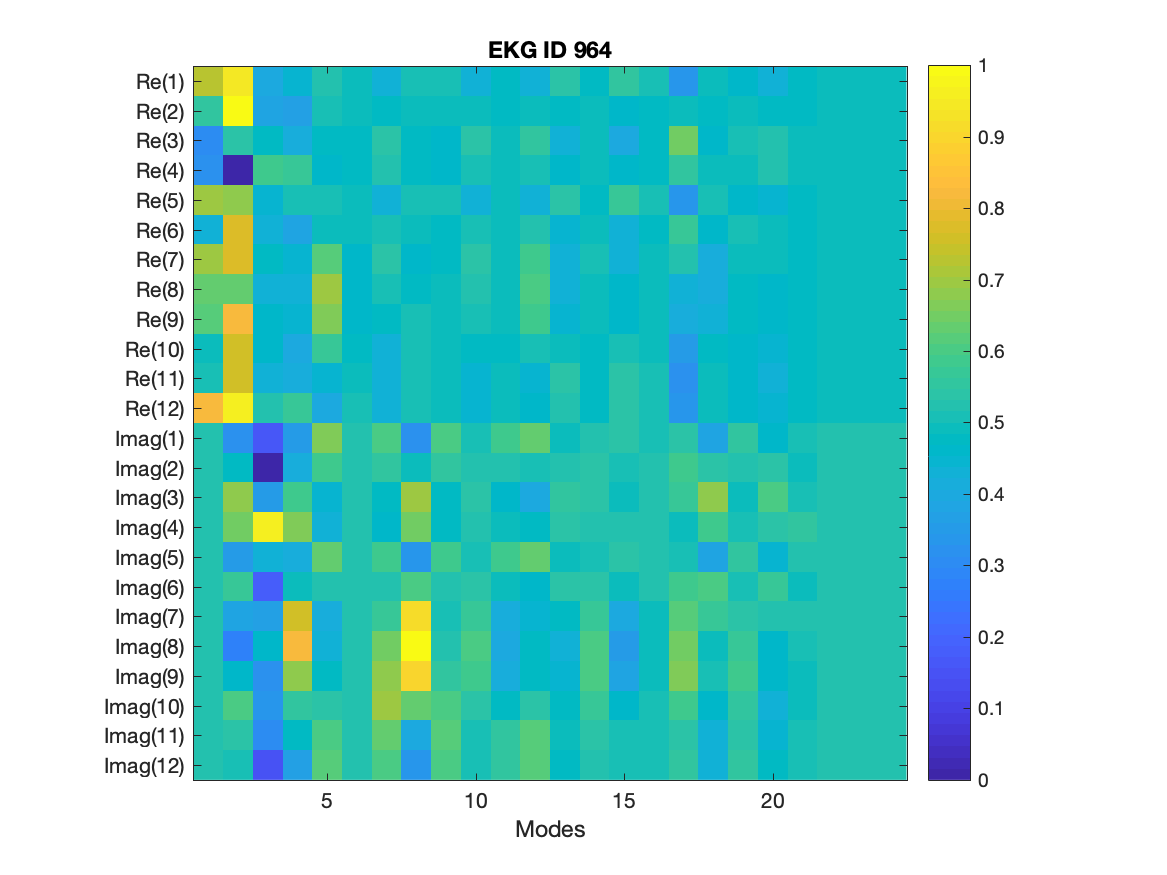 EKG ID 964
Re(1)
Re(2)
Re(3)
Re(4)
Re(5)
Re(6)
Re(7)
Re(8)
Re(9)
Re(10)
Re(11)
Re(12)
Imag(1)
Imag(2)
Imag(3)
Imag(4)
Imag(5)
Imag(6)
Imag(7)
Imag(8)
Imag(9)
Imag(10)
Imag(11)
Imag(12)
5 10 15 20
Modes
1
0.9
0.8
0.7
0.6
0.5
0.4
0.3
0.2
0.1
0